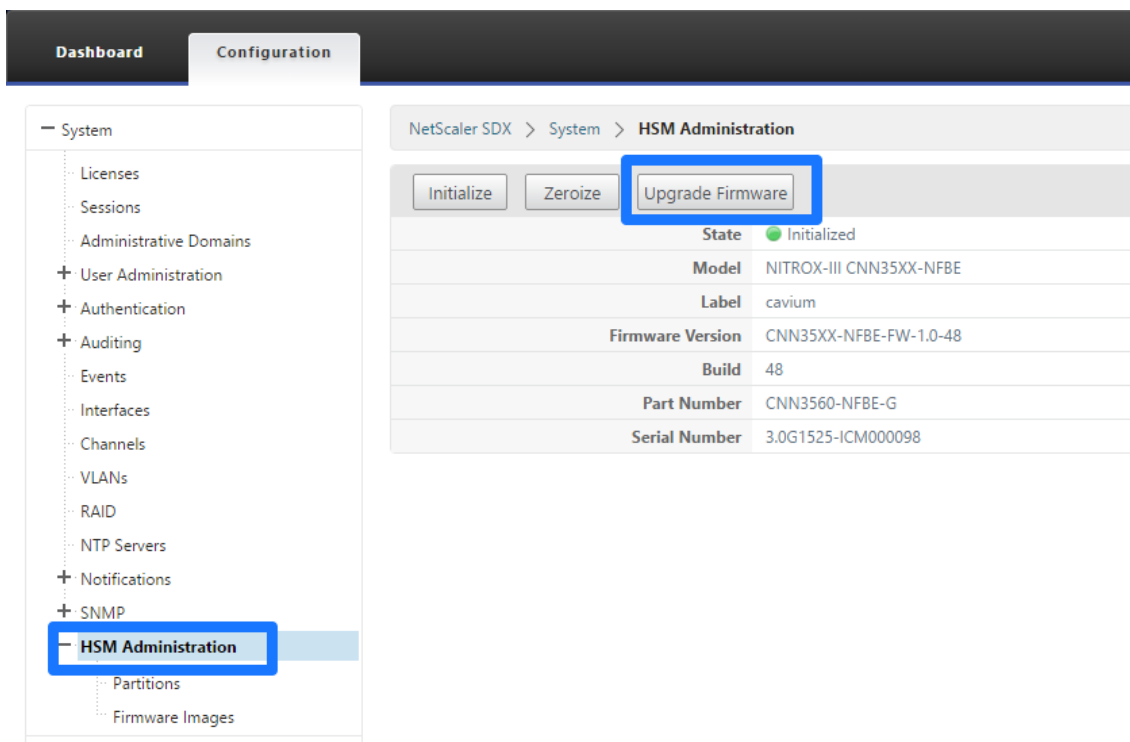 Dashboard Configuration
System
Licenses
Sessions
Administrative Domains
User Administration
Authentication
Auditing
Events
Interfaces
Channels
VLANs
RAID
NTP Servers
Notifications
SNMP
HSM Administration
Partitions
Firmware Images
NetScaler SDX > System > HSM Administration
Initialize Zeroize Upgrade Firmware
State Initialized
Model NITROX-III CNN35XX-NFBE
Label cavium
Firmware Version CNN35XX-NFBE-FW-1.0-48
Build 48
Part Number CNN3560-NFBE-G
Serial Number 3.0G1525-ICM000098